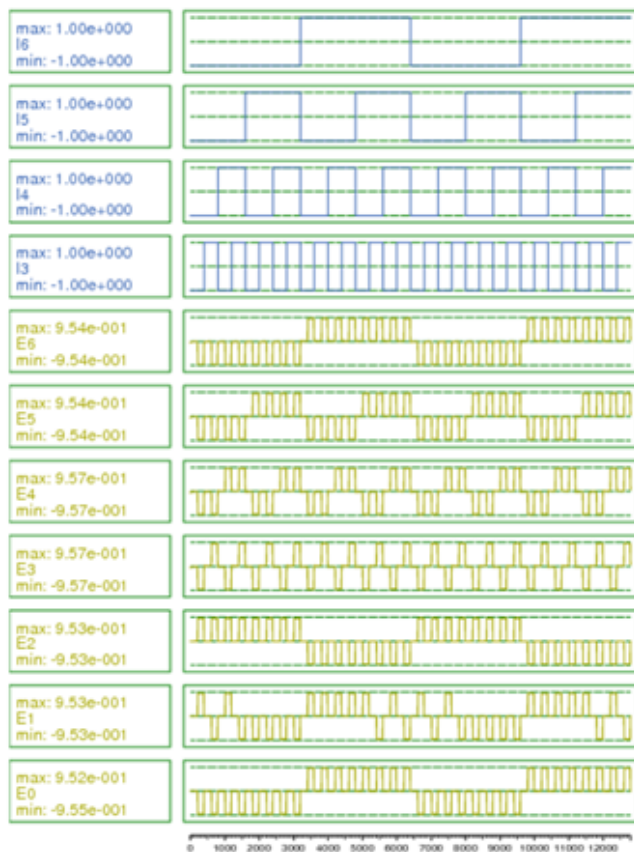 max: 1.00e+000
I6
min: -1.00e+000
max: 1.00e+000
I5
min: -1.00e+000
max: 1.00e+000
I4
min: -1.00e+000
max: 1.00e+000
I3
min: -1.00e+000
max: 9.54e-001
E6
min: -9.54e-001
max: 9.54e-001
E5
min: -9.54e-001
max: 9.57e-001
E4
min: -9.57e-001
max: 9.57e-001
E3
min: -9.57e-001
max: 9.53e-001
E2
min: -9.53e-001
max: 9.53e-001
E1
min: -9.53e-001
max: 9.52e-001
E0
min: -9.55e-001
0 1000 2000 3000 4000 5000 6000 7000 8000 9000 10000 11000 12000